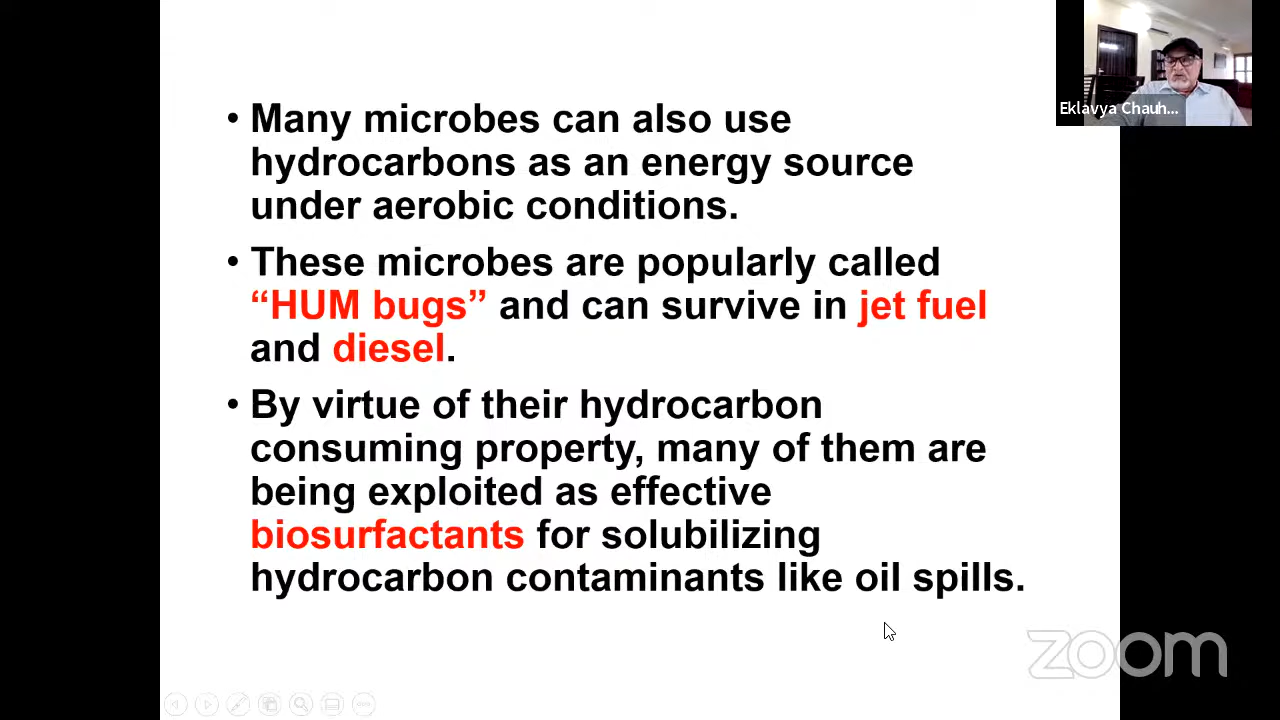 • Many microbes can also use
hydrocarbons as an energy source
under aerobic conditions.
• These microbes are popularly called
“HUM bugs” and can survive in jet fuel
and diesel.
• By virtue of their hydrocarbon
consuming property, many of them are
being exploited as effective
biosurfactants for solubilizing
hydrocarbon contaminants like oil spills.
Eklavya Chauh...
zoom